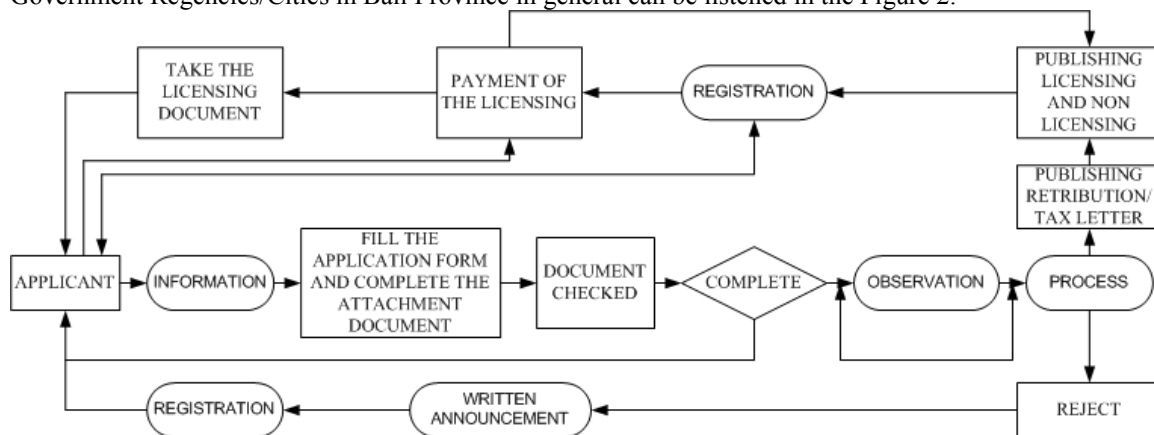 Government Regencies/Cities in Bali Province in general can be listened in the Figure 2.
TAKE THE
LICENSING
DOCUMENT
PAYMENT OF
THE LICENSING
REGISTRATION
PUBLISHING
LICENSING
AND NON
LICENSING
PUBLISHING
RETRIBUTION/
TAX LETTER
APPLICANT
INFORMATION
FILL THE
APPLICATION FORM
AND COMPLETE THE
ATTACHMENT
DOCUMENT
DOCUMENT
CHECKED
COMPLETE
OBSERVATION
PROCESS
REGISTRATION
WRITTEN
ANNOUNCEMENT
REJECT